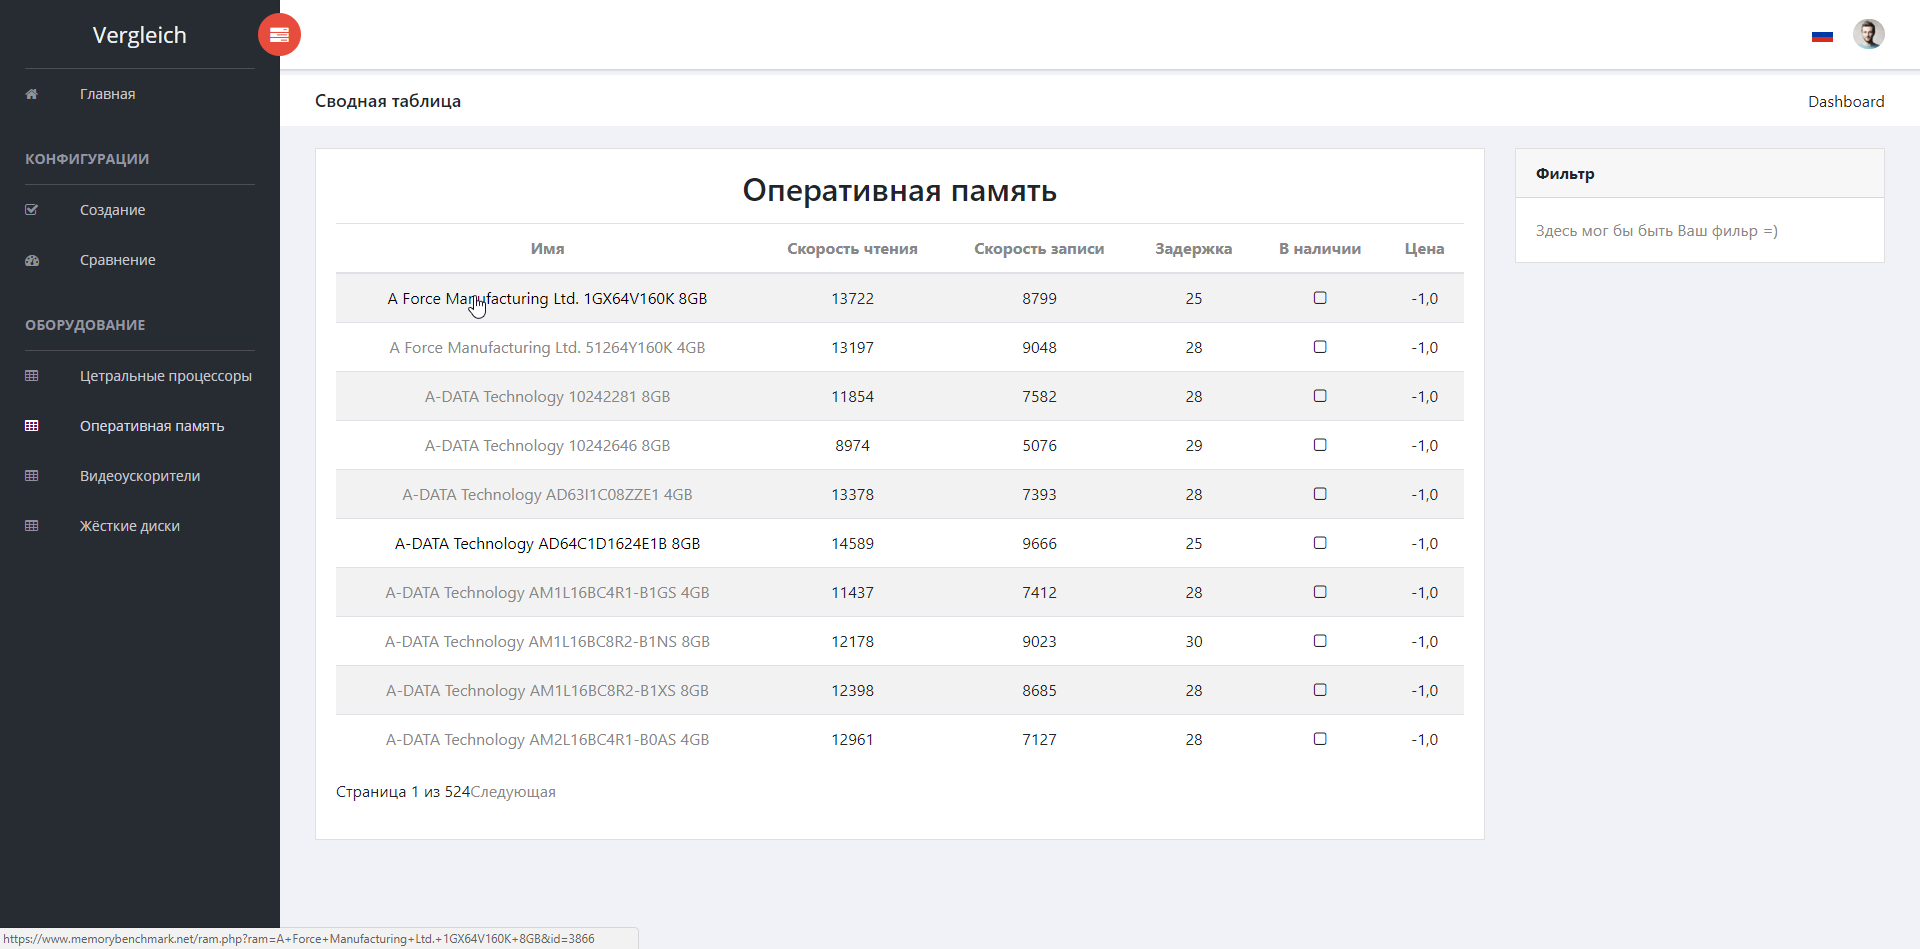 Vergleich
Главная
КОНФИГУРАЦИИ
Создание
Сравнение
ОБОРУДОВАНИЕ
Цетральные процессоры
Оперативная память
Видеоускорители
Жёсткие диски
Сводная таблица
Dashboard
Оперативная память
Имя Скорость чтения Скорость записи Задержка В наличии Цена
A Force Manufacturing Ltd. 1GX64V160K 8GB 13722 8799 25 -1,0
A Force Manufacturing Ltd. 51264Y160K 4GB 13197 9048 28 -1,0
A-DATA Technology 10242281 8GB 11854 7582 28 -1,0
A-DATA Technology 10242646 8GB 8974 5076 29 -1,0
A-DATA Technology AD63I1C08ZZE1 4GB 13378 7393 28 -1,0
A-DATA Technology AD64C1D1624E1B 8GB 14589 9666 25 -1,0
A-DATA Technology AM1L16BC4R1-B1GS 4GB 11437 7412 28 -1,0
A-DATA Technology AM1L16BC8R2-B1NS 8GB 12178 9023 30 -1,0
A-DATA Technology AM1L16BC8R2-B1XS 8GB 12398 8685 28 -1,0
A-DATA Technology AM2L16BC4R1-B0AS 4GB 12961 7127 28 -1,0
Страница 1 из 524Следующая
Фильтр
Здесь мог бы быть Ваш фильр =)
https://www.memorybenchmark.net/ram.php?ram=A+Force+Manufacturing+Ltd.+1GX64V160K+8GB&id=3866